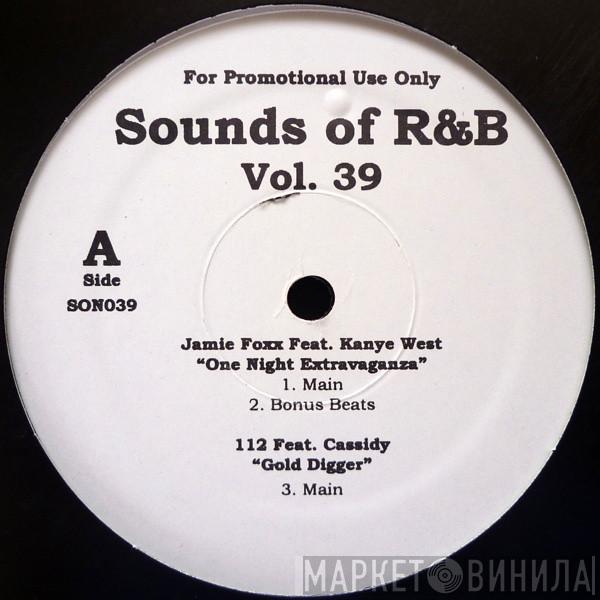 For Promotional Use Only
Sounds of R&B
Vol. 39
A
Side
SON039
Jamie Foxx Feat. Kanye West
“One Night Extravaganza”
1. Main
2. Bonus Beats
112 Feat. Cassidy
“Gold Digger”
3. Main
МАРКЕТ ВИНИЛА